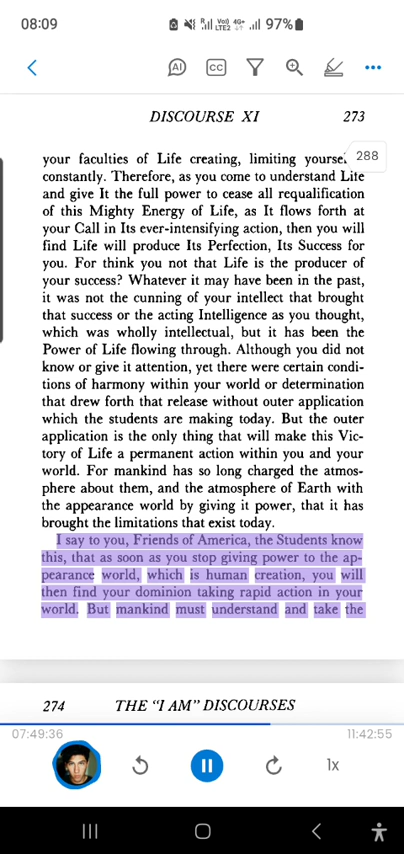 08:09
R Vo)) LTE2 4G+ 97%
AI CC
DISCOURSE XI 273
288
your faculties of Life creating, limiting yourse
constantly. Therefore, as you come to understand Life
and give It the full power to cease all requalification
of this Mighty Energy of Life, as It flows forth at
your Call in Its ever-intensifying action, then you will
find Life will produce Its Perfection, Its Success for
you. For think you not that Life is the producer of
your success? Whatever it may have been in the past,
it was not the cunning of your intellect that brought
that success or the acting Intelligence as you thought,
which was wholly intellectual, but it has been the
Power of Life flowing through. Although you did not
know or give it attention, yet there were certain condi-
tions of harmony within your world or determination
that drew forth that release without outer application
which the students are making today. But the outer
application is the only thing that will make this Vic-
tory of Life a permanent action within you and your
world. For mankind has so long charged the atmos-
phere about them, and the atmosphere of Earth with
the appearance world by giving it power, that it has
brought the limitations that exist today.
I say to you, Friends of America, the Students know
this, that as soon as you stop giving power to the ap-
pearance world, which is human creation, you will
then find your dominion taking rapid action in your
world. But mankind must understand and take the
274 THE "I AM" DISCOURSES
07:49:36 11:42:55
1x